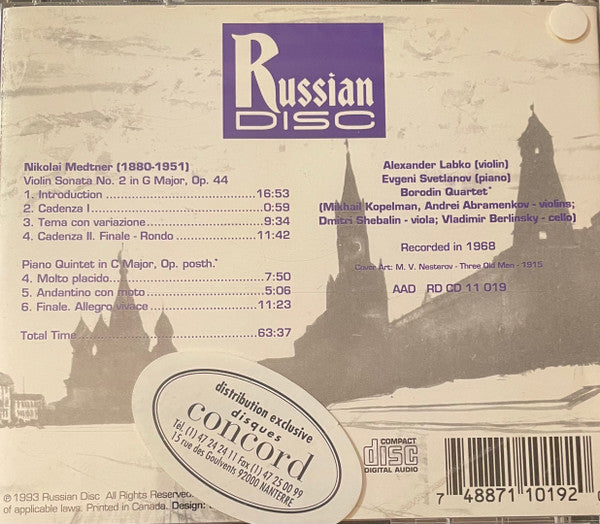 Russian
DISC
Nikolai Medtner (1880-1951)
Violin Sonata No. 2 in G Major, Op. 44
1. Introduction 16:53
2. Cadenza I 0:59
3. Tema con variazione 9:34
4. Cadenza II. Finale - Rondo 11:42
Piano Quintet in C Major, Op. posth.*
4. Molto placido 7:50
5. Andantino con moto 5:06
6. Finale. Allegro vivace 11:23
Total Time 63:37
Alexander Labko (violin)
Evgeni Svetlanov (piano)
Borodin Quartet*
(Mikhail Kopelman, Andrei Abramenkov - violins;
Dmitri Shebalin - viola; Vladimir Berlinsky - cello)
Recorded in 1968
Cover Art: M. V. Nesterov - Three Old Men - 1915
AAD RD CD 11 019
distribution exclusive
disques
concord
Tél. (1) 47 24 24 11 Fax (1) 47 25 00 99
15 rue des Goulvents 92000 NANTERRE
COMPACT
disc
DIGITAL AUDIO
7 48871 10192
℗ 1993 Russian Disc All Rights Reserved
of applicable laws. Printed in Canada. Design: